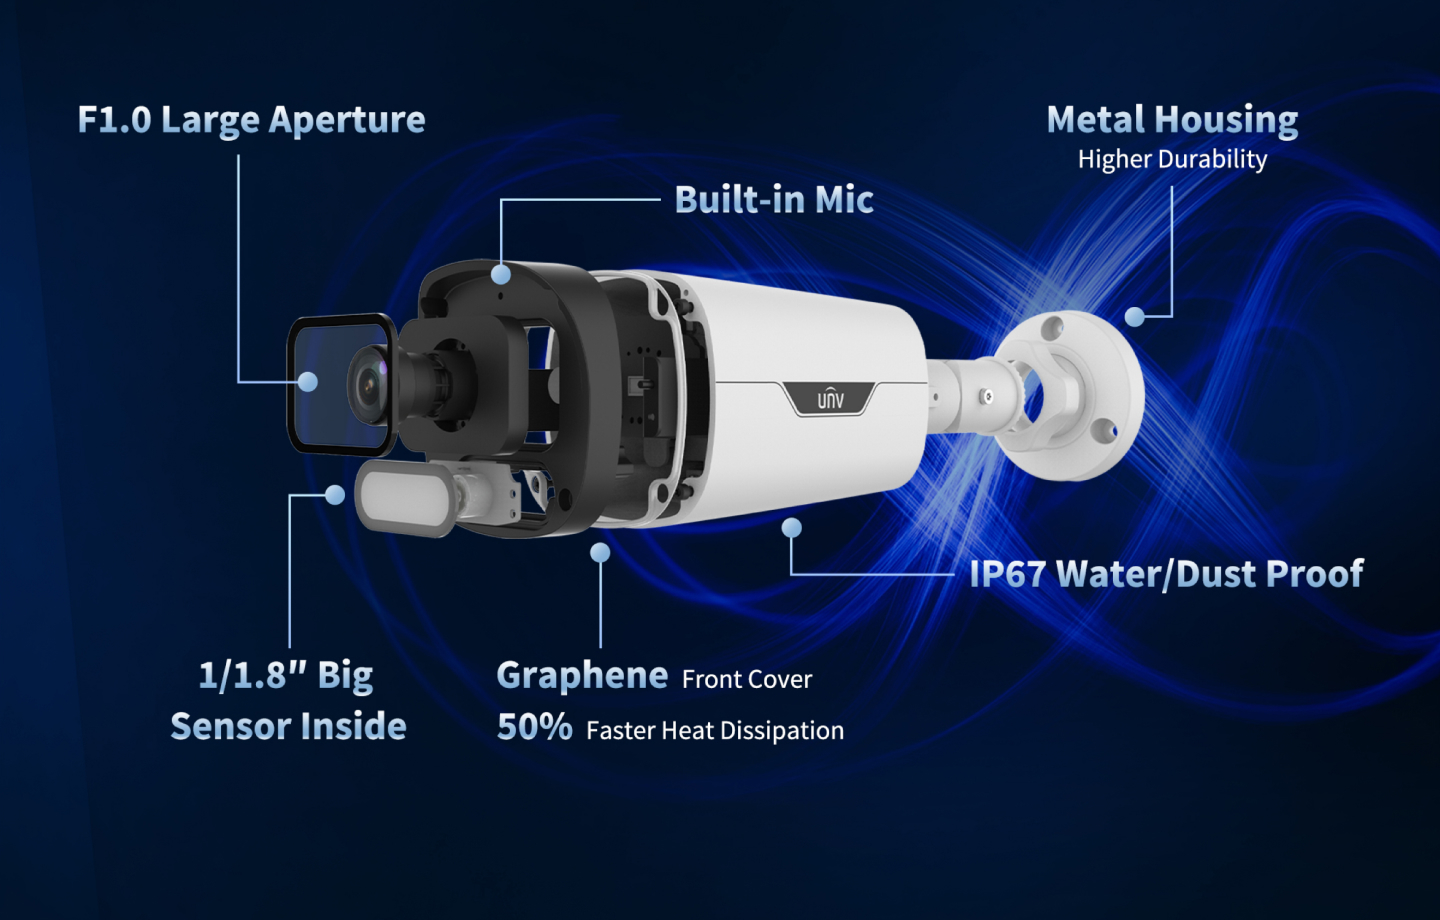 F1.0 Large Aperture
Metal Housing
Higher Durability
Built-in Mic
unv
IP67 Water/Dust Proof
1/1.8" Big
Sensor Inside
Graphene Front Cover
50% Faster Heat Dissipation